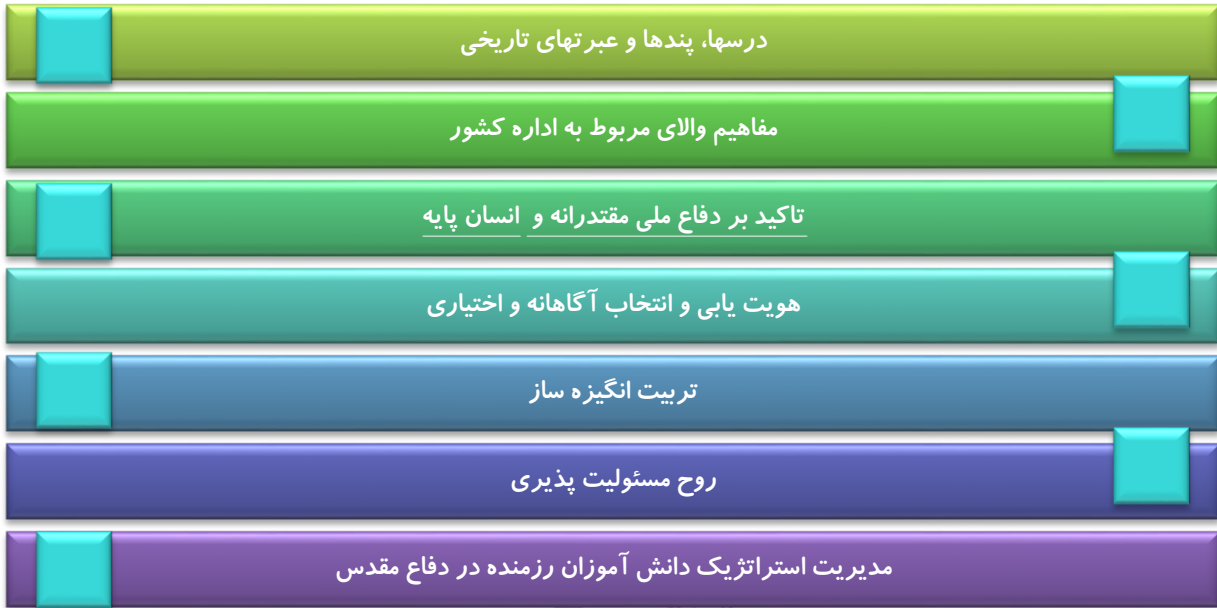 درسها، پندها و عبرتهای تاریخی
مفاهیم والای مربوط به اداره کشور
تاکید بر دفاع ملی مقتدرانه و انسان پایه
هویت یابی و انتخاب آگاهانه و اختیاری
تربیت انگیزه ساز
روح مسئولیت پذیری
مدیریت استراتژیک دانش آموزان رزمنده در دفاع مقدس